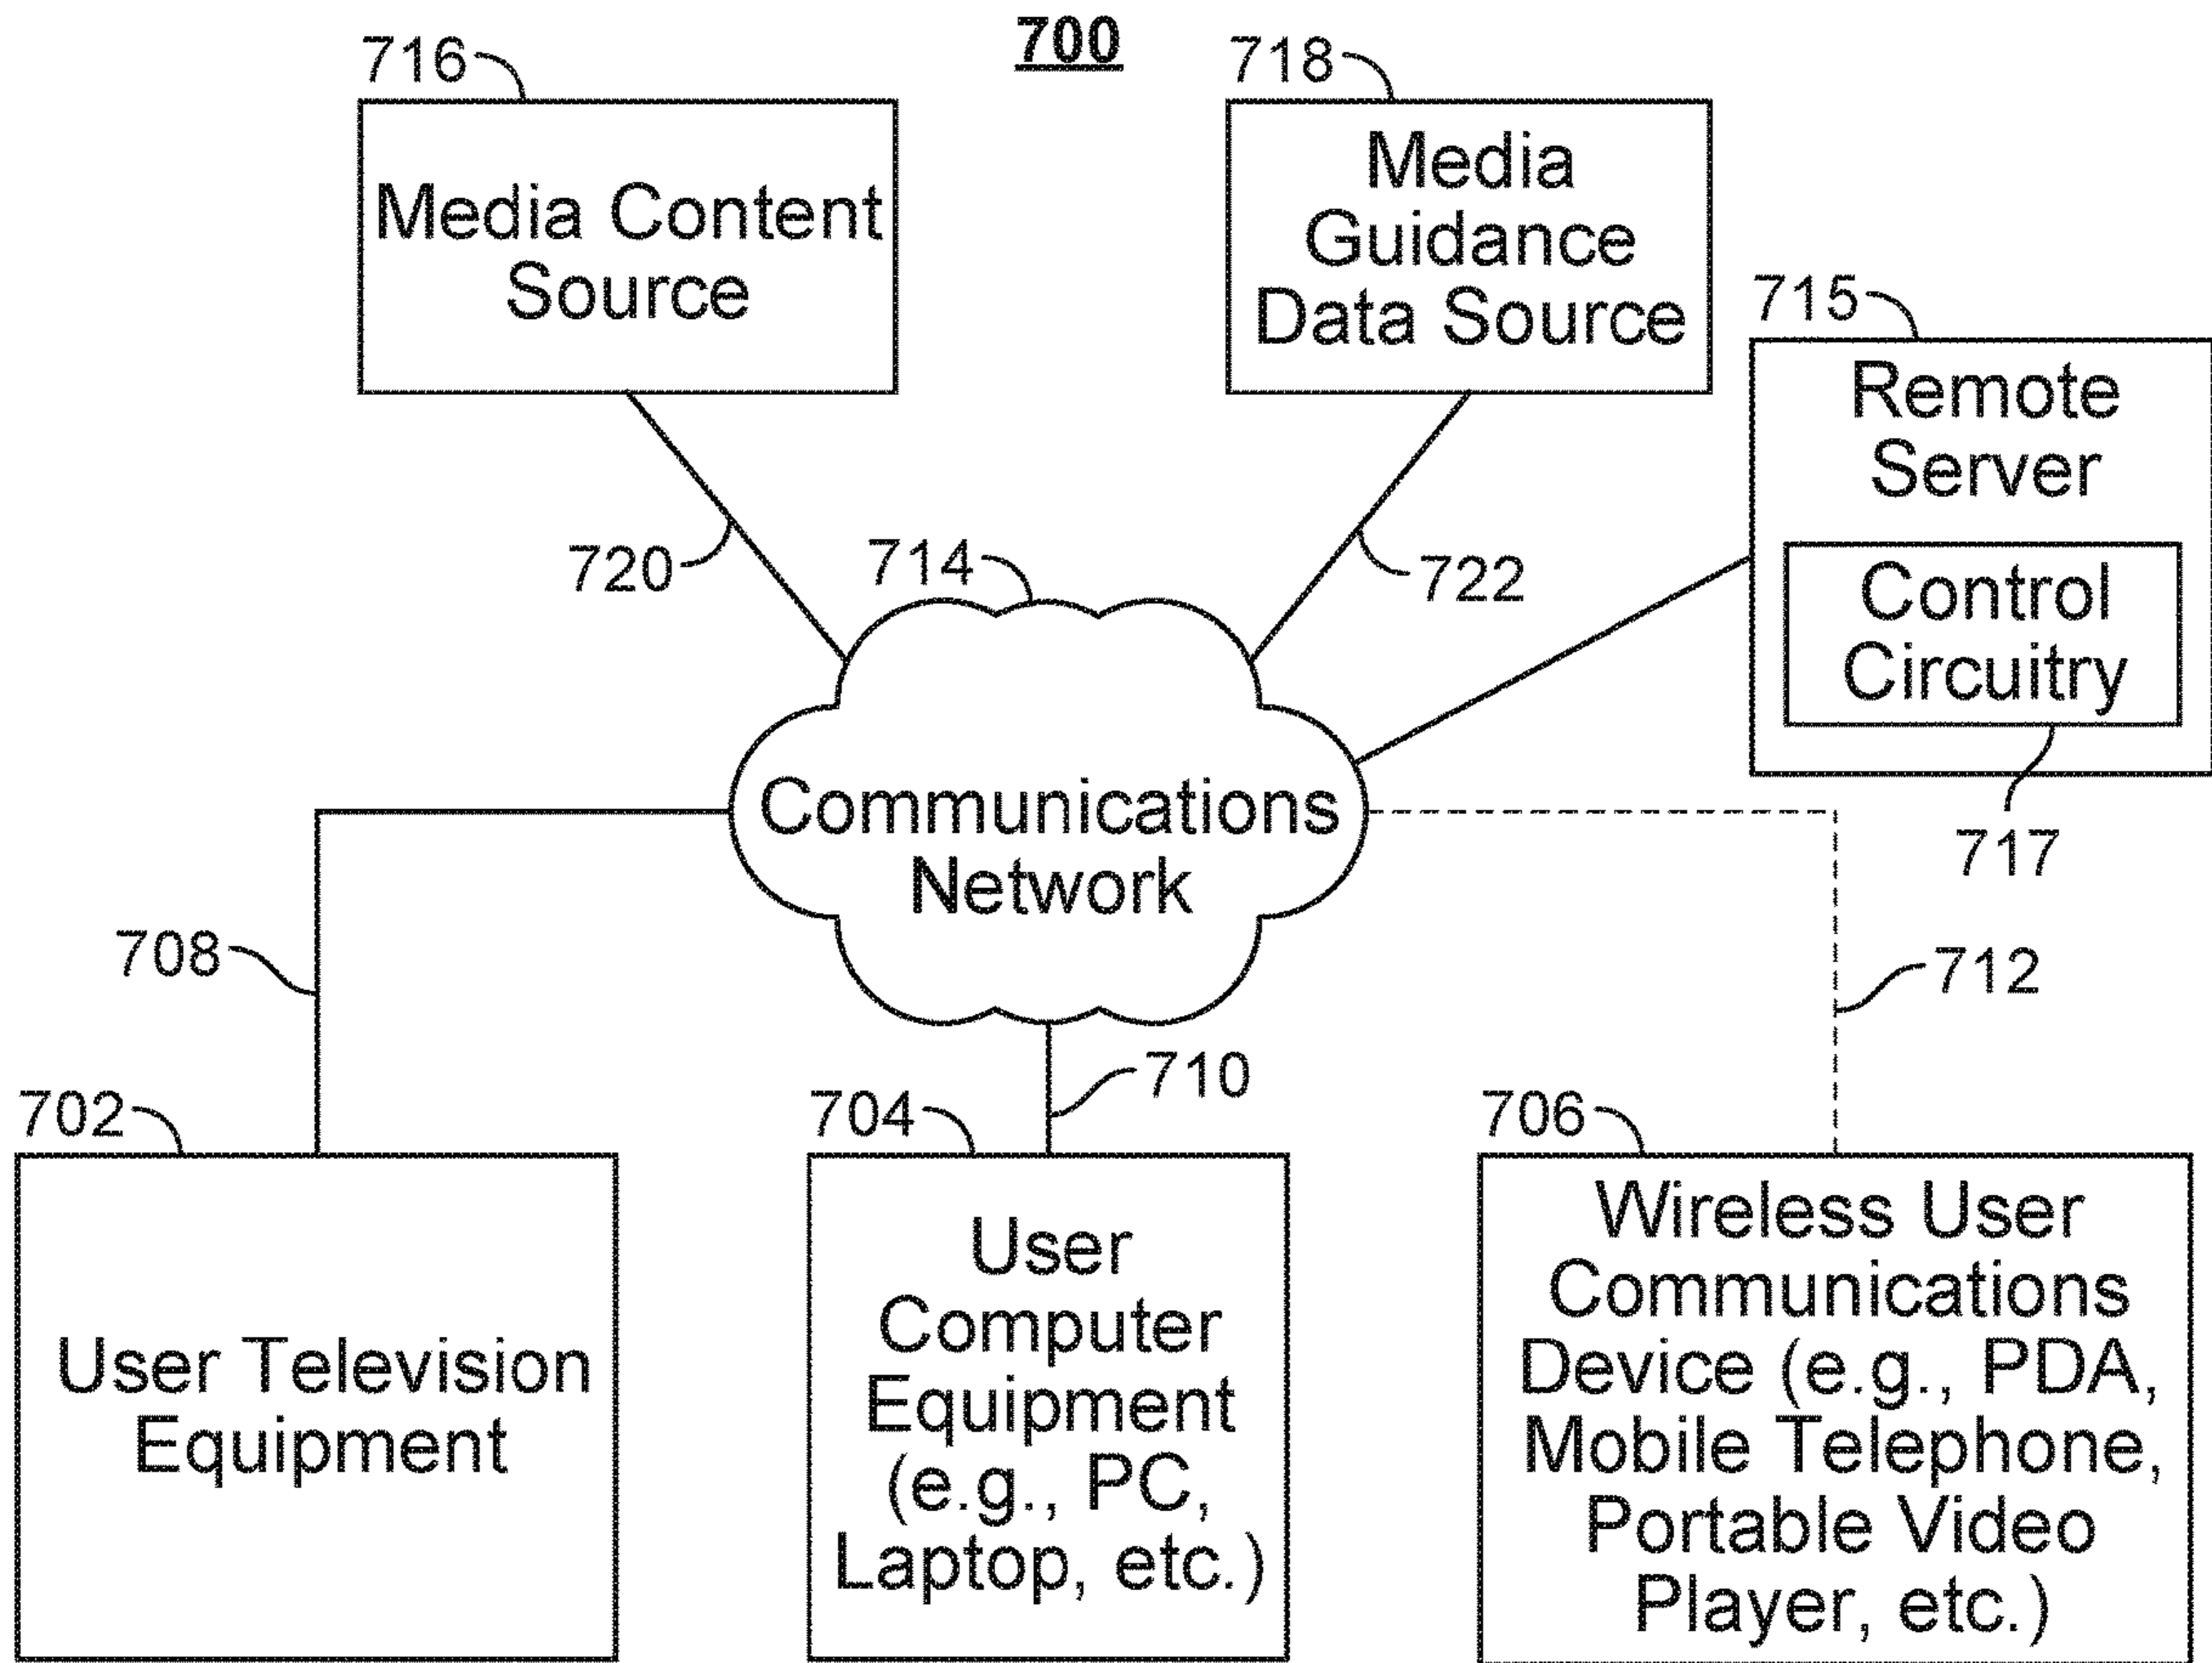 700
716
718
Media Content
Source
Media
Guidance
Data Source
715
Remote
Server
Control
Circuitry
717
720
714
722
Communications
Network
708
712
710
702
704
706
User Television
Equipment
User
Computer
Equipment
(e.g., PC,
Laptop, etc.)
Wireless User
Communications
Device (e.g., PDA,
Mobile Telephone,
Portable Video
Player, etc.)